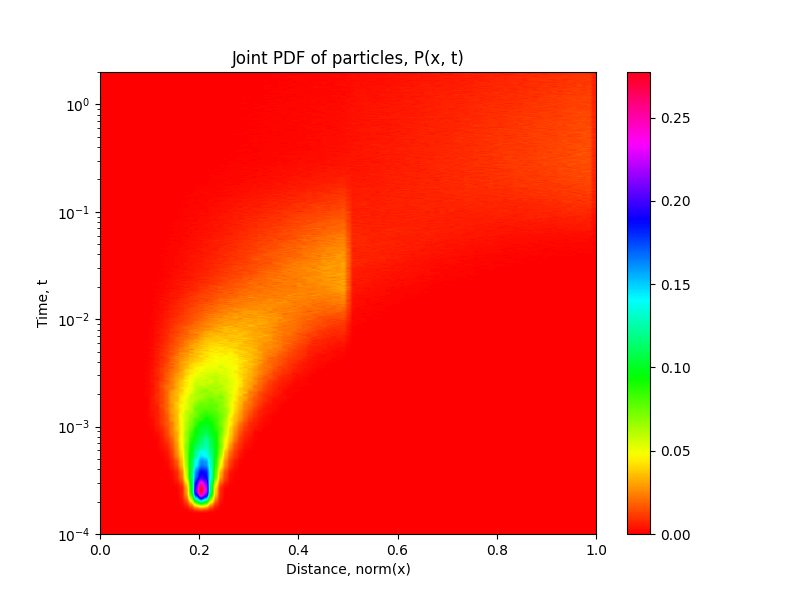 Joint PDF of particles, P(x, t)
Time, t
10⁰
10⁻¹
10⁻²
10⁻³
10⁻⁴
0.0 0.2 0.4 0.6 0.8 1.0
Distance, norm(x)
0.25
0.20
0.15
0.10
0.05
0.00